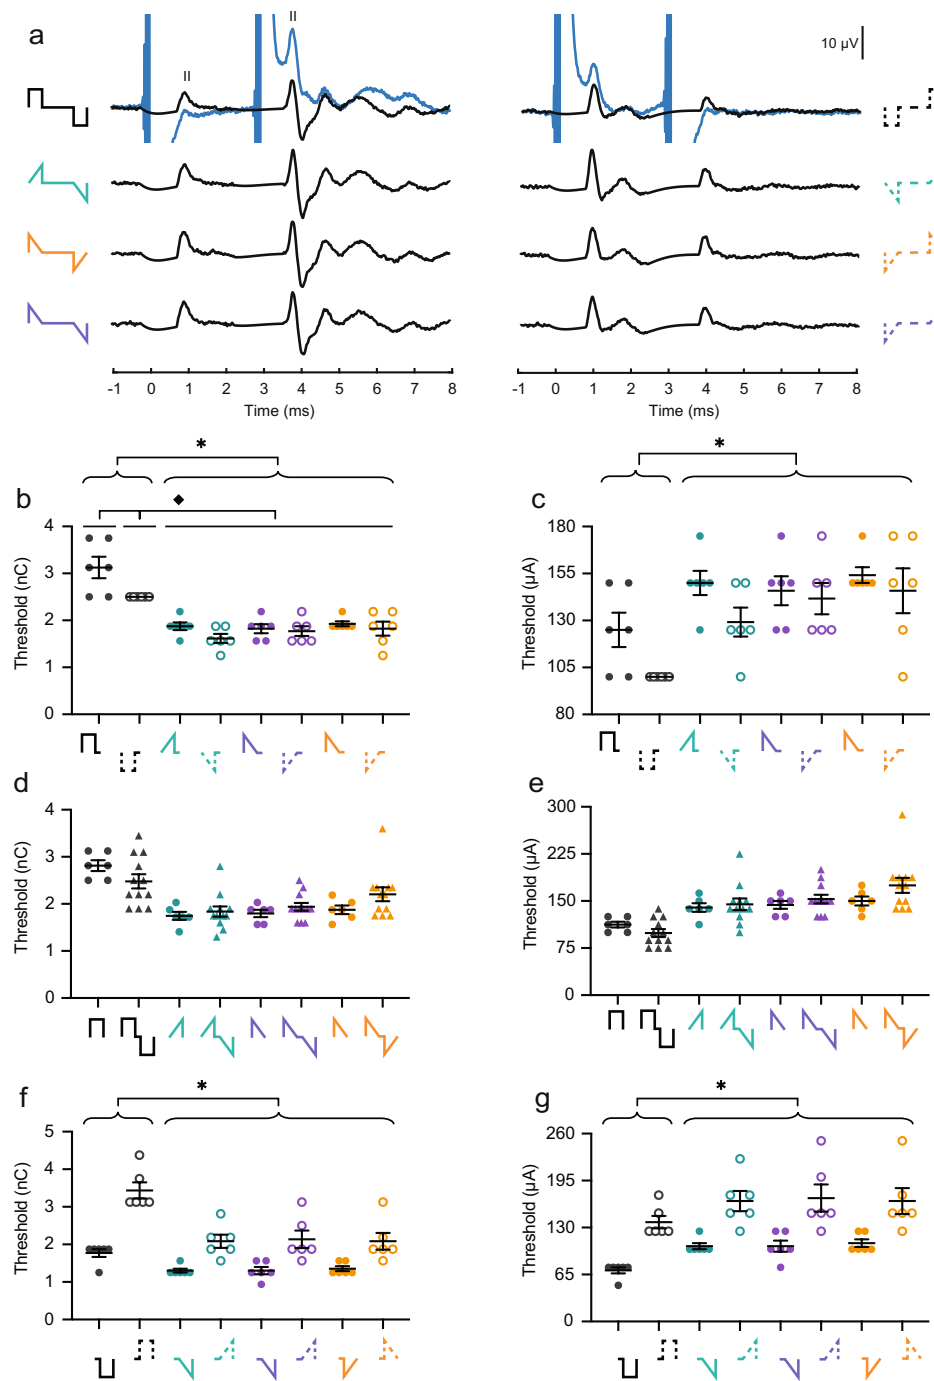 a
II
II
10 µV
-1 0 1 2 3 4 5 6 7 8
Time (ms)
-1 0 1 2 3 4 5 6 7 8
Time (ms)
*
b
◆
4
3
2
1
0
Threshold (nC)
*
c
180
155
130
105
80
Threshold (µA)
d
4
3
2
1
0
Threshold (nC)
e
300
225
150
75
0
Threshold (µA)
*
f
5
4
3
2
1
0
Threshold (nC)
*
g
260
195
130
65
0
Threshold (µA)